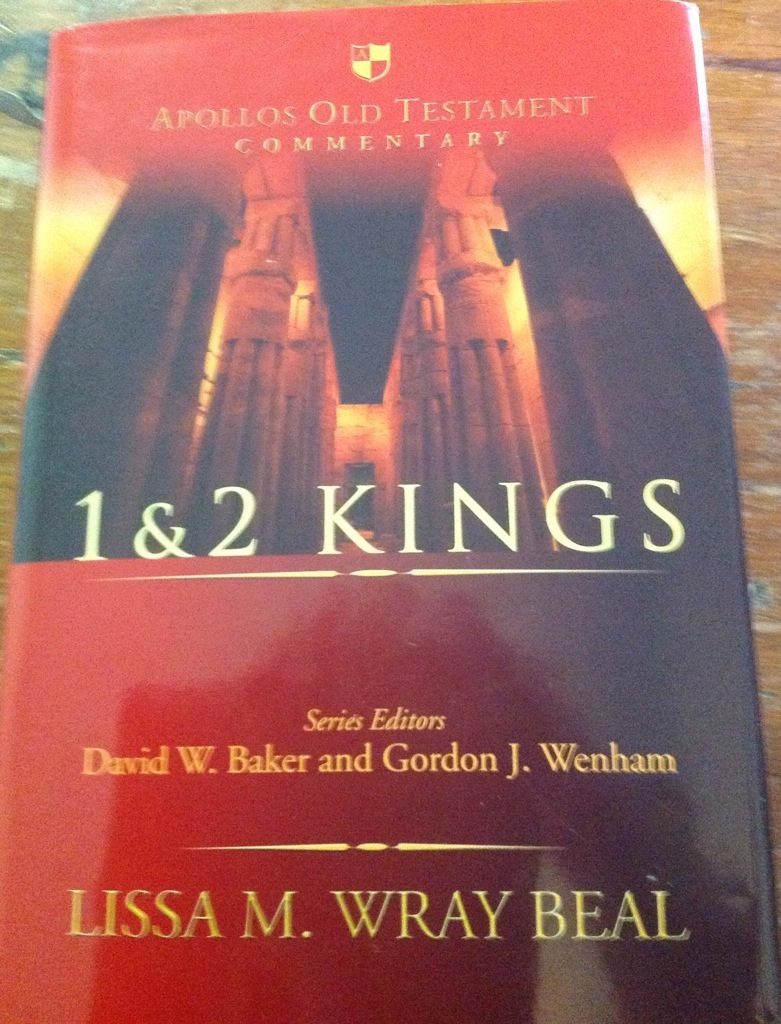 A
APOLLOS OLD TESTAMENT
COMMENTARY
1 & 2 KINGS
Series Editors
David W. Baker and Gordon J. Wenham
LISSA M. WRAY BEAL